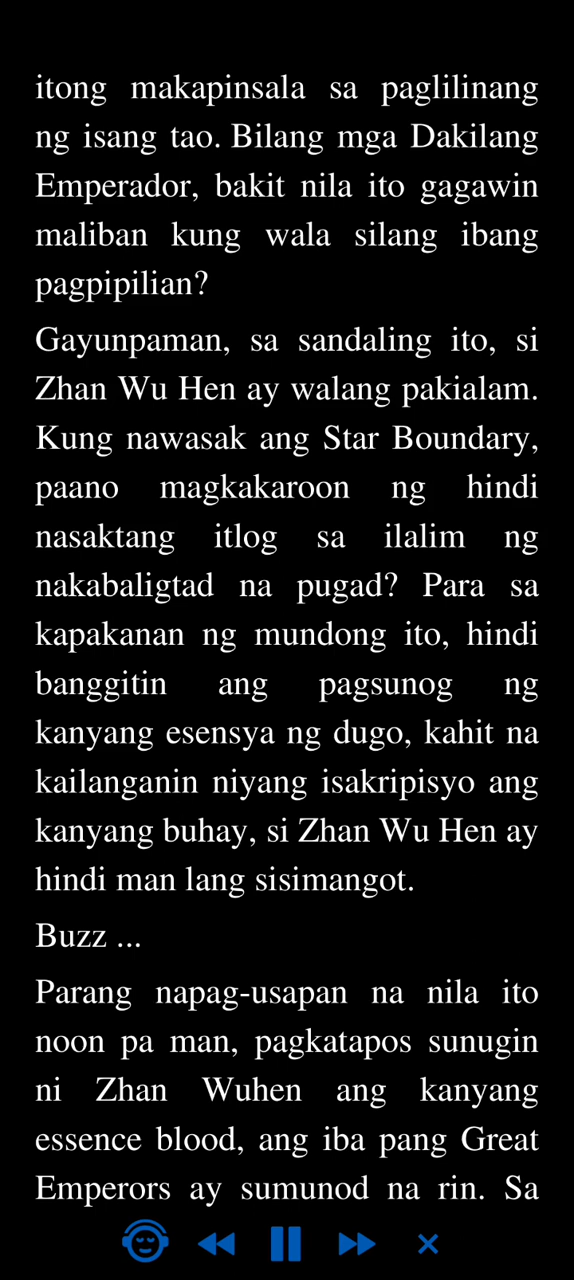 itong makapinsala sa paglilinang
ng isang tao. Bilang mga Dakilang
Emperador, bakit nila ito gagawin
maliban kung wala silang ibang
pagpipilian?
Gayunpaman, sa sandaling ito, si
Zhan Wu Hen ay walang pakialam.
Kung nawasak ang Star Boundary,
paano magkakaroon ng hindi
nasaktang itlog sa ilalim ng
nakabaligtad na pugad? Para sa
kapakanan ng mundong ito, hindi
banggitin ang pagsunog ng
kanyang esensya ng dugo, kahit na
kailanganin niyang isakripisyo ang
kanyang buhay, si Zhan Wu Hen ay
hindi man lang sisimangot.
Buzz ...
Parang napag-usapan na nila ito
noon pa man, pagkatapos sunugin
ni Zhan Wuhen ang kanyang
essence blood, ang iba pang Great
Emperors ay sumunod na rin. Sa